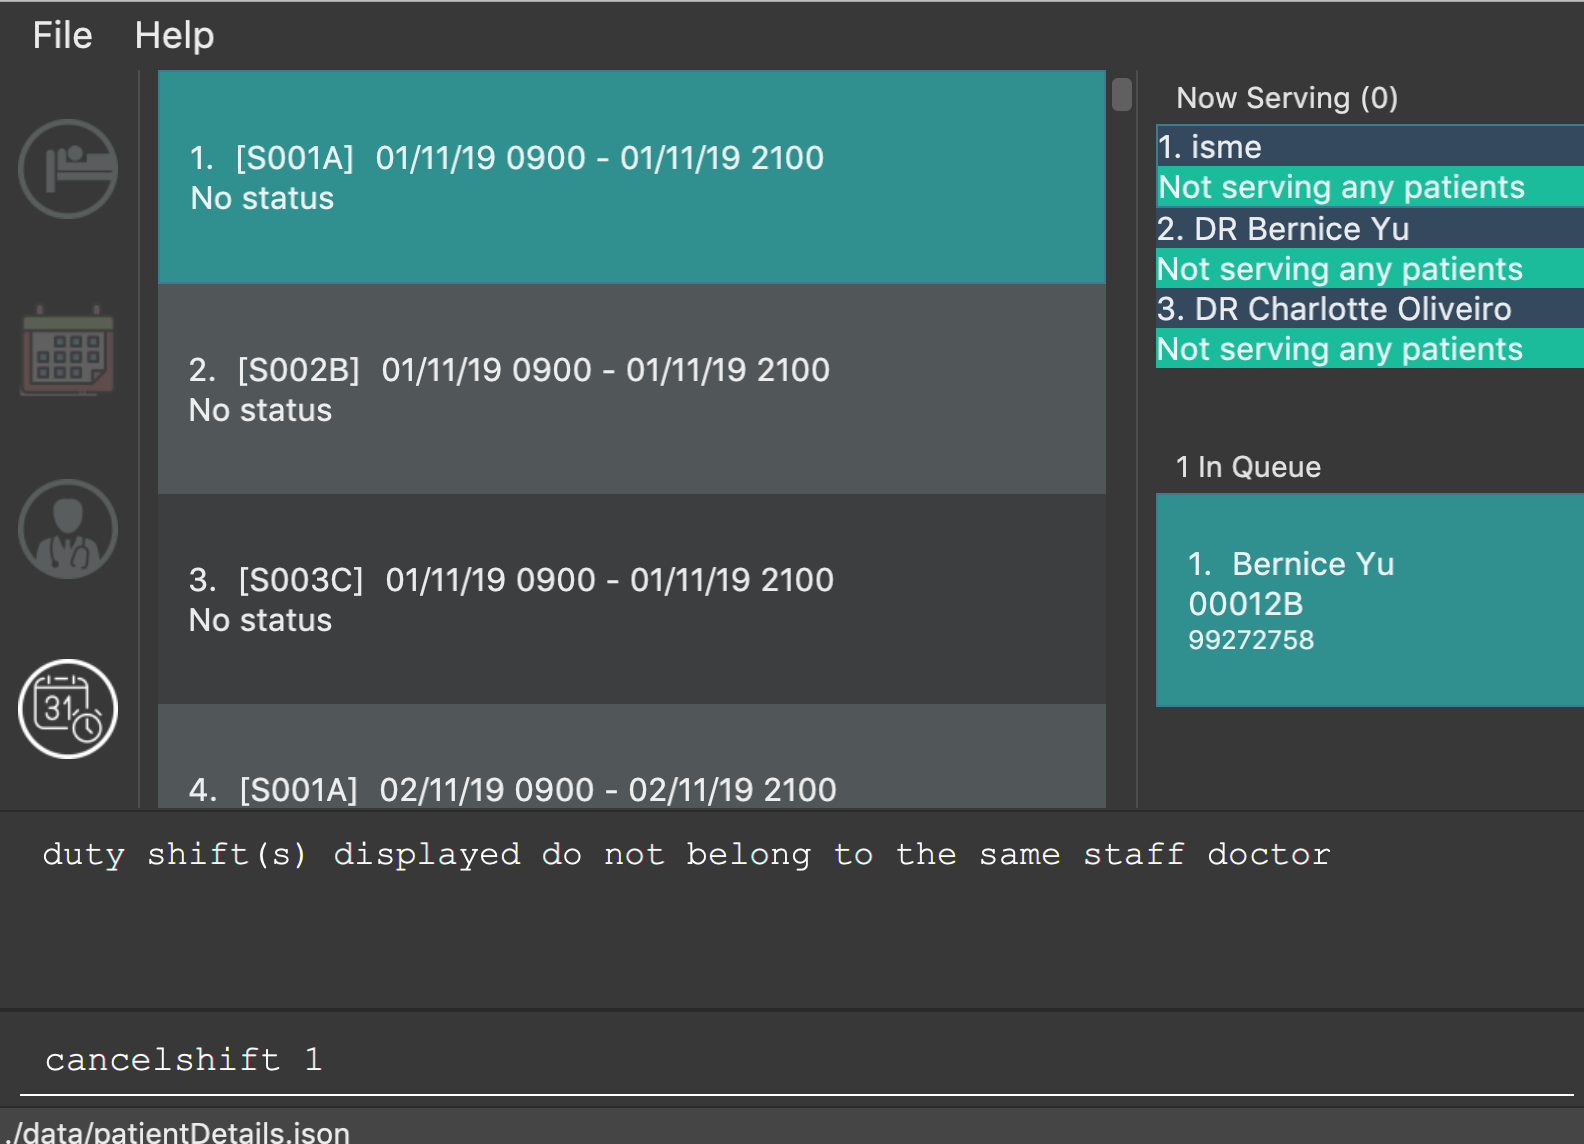 File Help
1. [S001A] 01/11/19 0900 - 01/11/19 2100
No status
2. [S002B] 01/11/19 0900 - 01/11/19 2100
No status
3. [S003C] 01/11/19 0900 - 01/11/19 2100
No status
4. [S001A] 02/11/19 0900 - 02/11/19 2100
31
Now Serving (0)
1. isme
Not serving any patients
2. DR Bernice Yu
Not serving any patients
3. DR Charlotte Oliveiro
Not serving any patients
1 In Queue
1. Bernice Yu
00012B
99272758
duty shift(s) displayed do not belong to the same staff doctor
cancelshift 1
./data/patientDetails.json